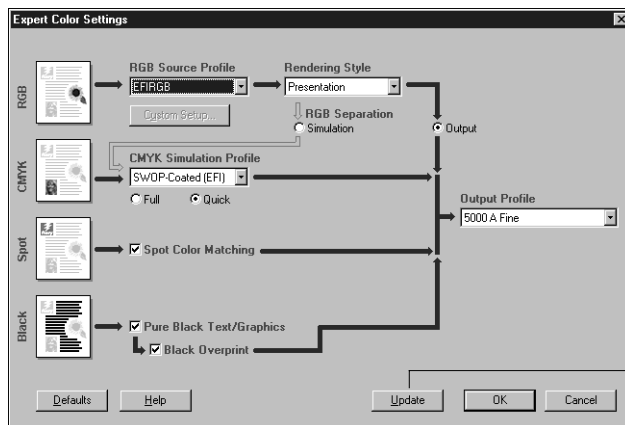 Expert Color Settings
RGB
RGB Source Profile
Rendering Style
EFIRGB
Presentation
Custom Setup...
RGB Separation
Simulation
Output
CMYK
CMYK Simulation Profile
SWOP-Coated (EFI)
Full
Quick
Output Profile
5000 A Fine
Spot
Spot Color Matching
Black
Pure Black Text/Graphics
Black Overprint
Defaults
Help
Update
OK
Cancel